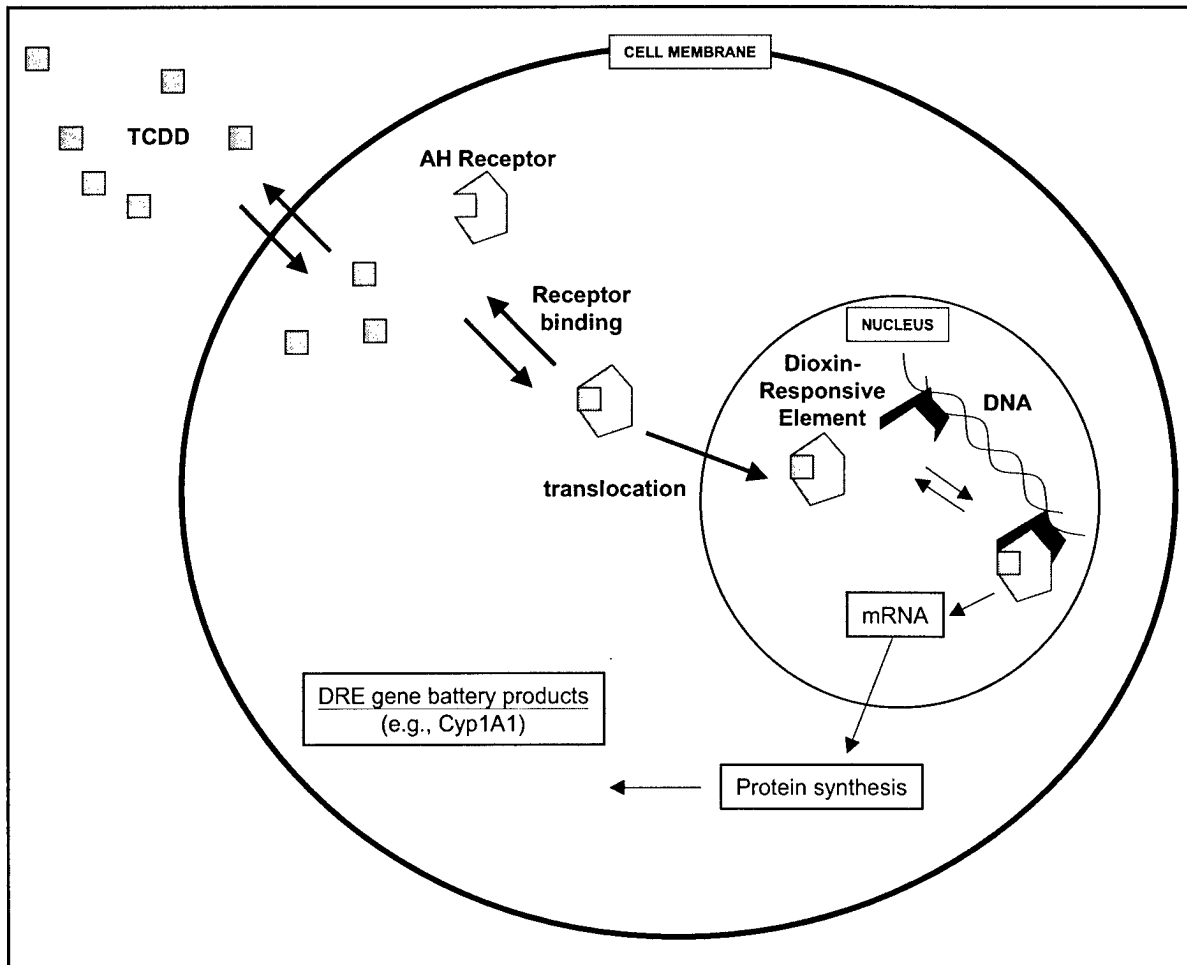 CELL MEMBRANE
TCDD
AH Receptor
Receptor
binding
NUCLEUS
Dioxin-
Responsive
Element
DNA
translocation
mRNA
DRE gene battery products
(e.g., Cyp1A1)
Protein synthesis